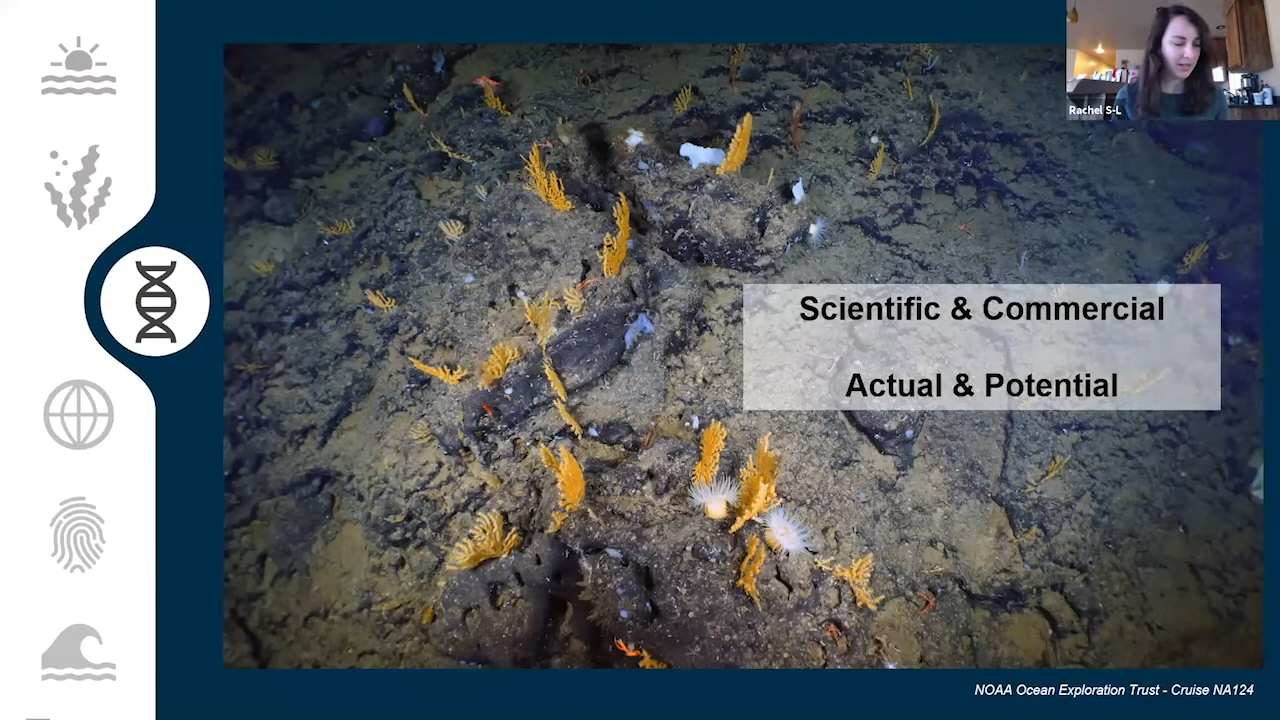 Rachel S-L
Scientific & Commercial
Actual & Potential
NOAA Ocean Exploration Trust - Cruise NA124